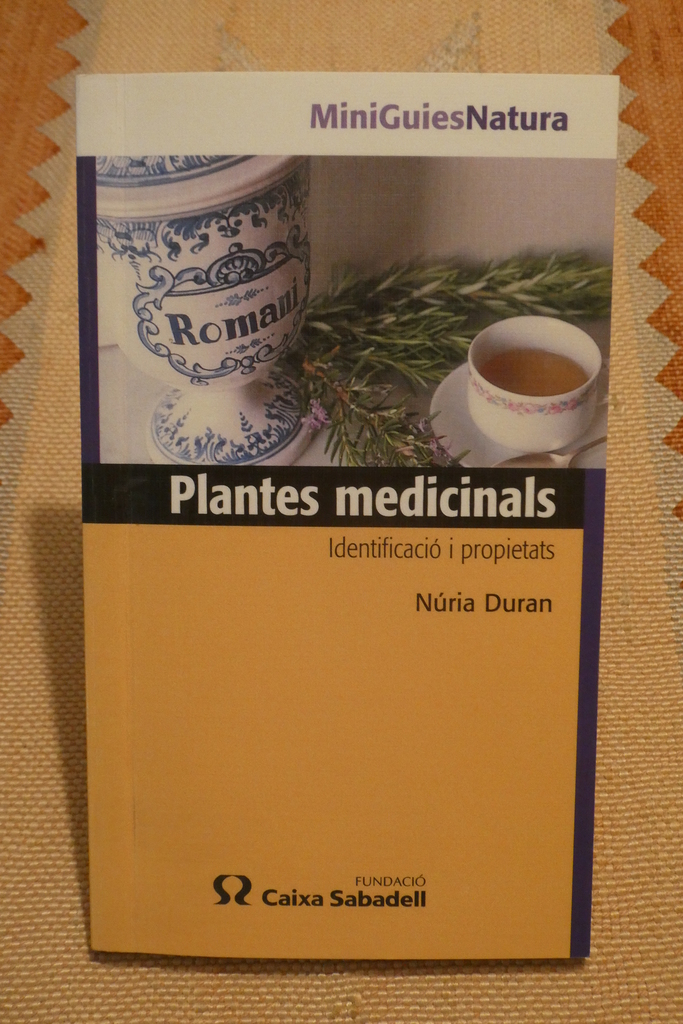 MiniGuiesNatura
Romaní
Plantes medicinals
Identificació i propietats
Núria Duran
FUNDACIÓ
Caixa Sabadell